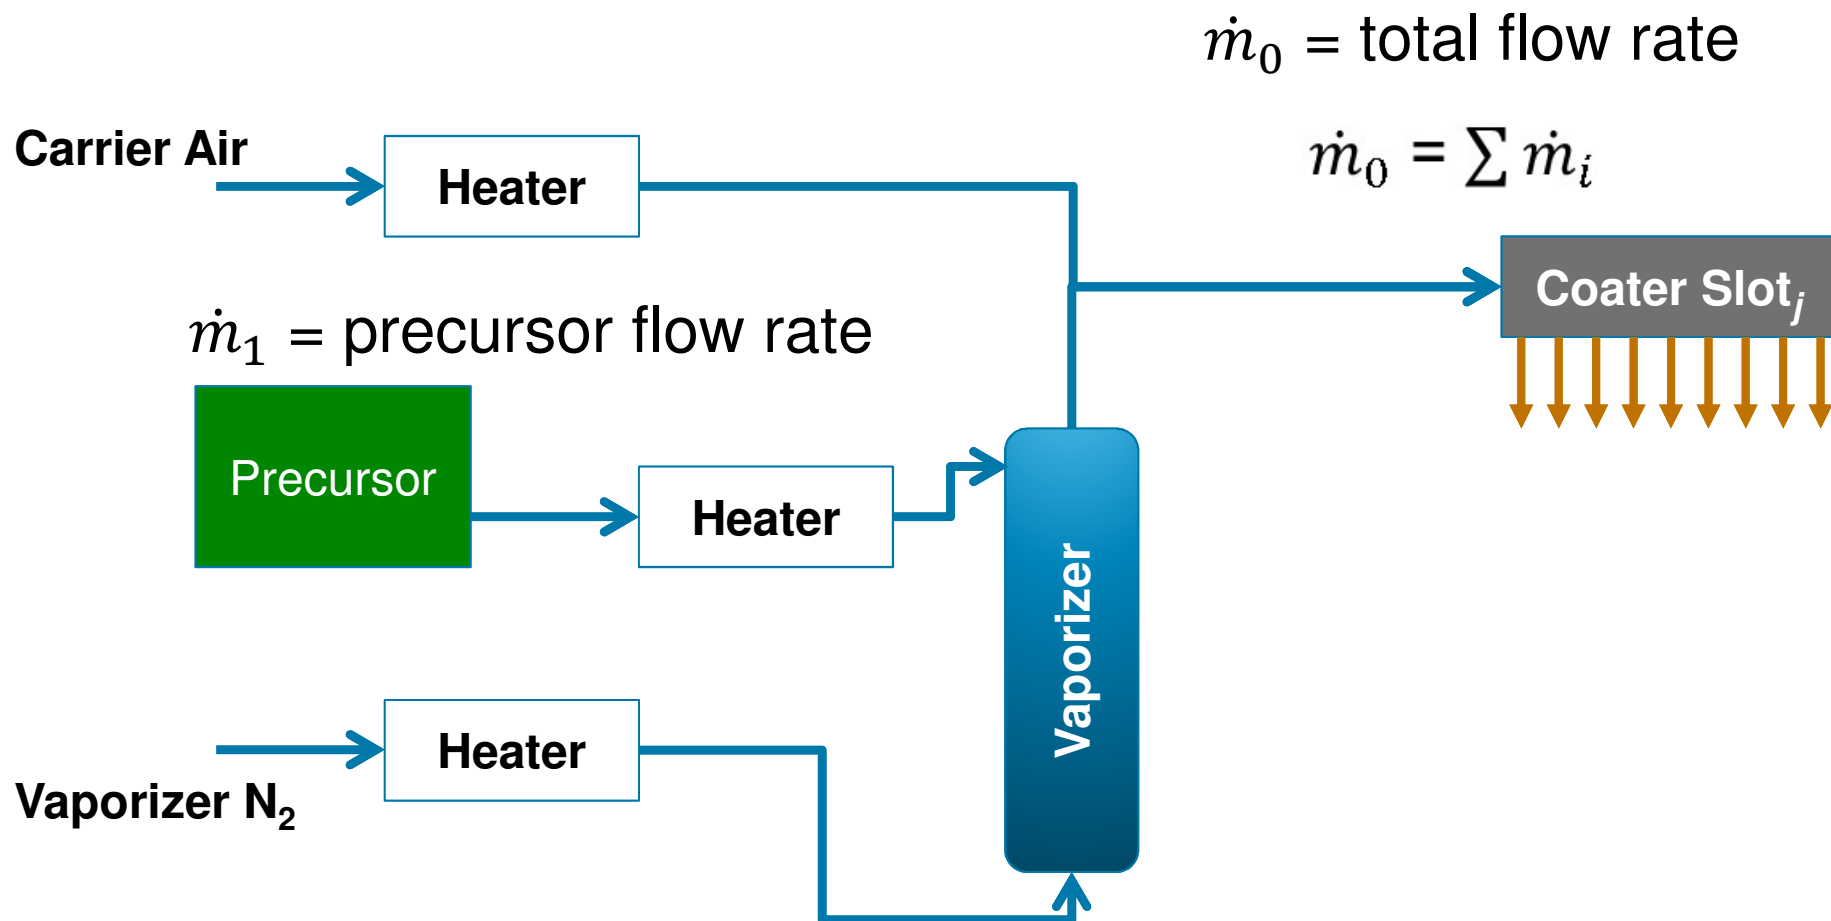 ṁ₀ = total flow rate
ṁ₀ = ∑ ṁᵢ
Carrier Air
Heater
Coater Slotⱼ
ṁ₁ = precursor flow rate
Precursor
Heater
Vaporizer
Heater
Vaporizer N₂